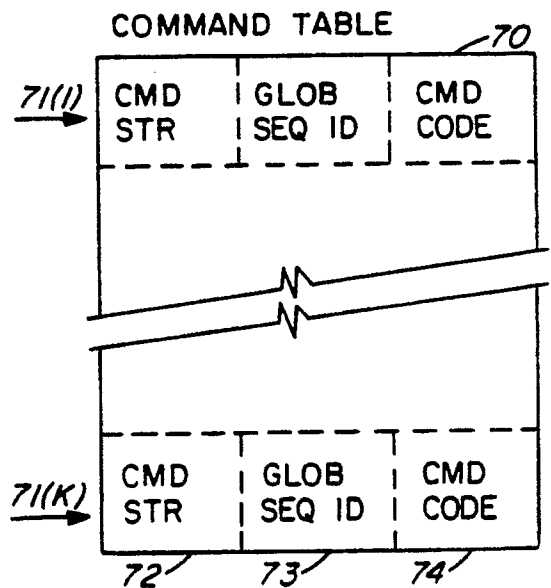 COMMAND TABLE
70
71(1) CMD GLOB CMD
STR SEQ ID CODE
71(K) CMD GLOB CMD
STR SEQ ID CODE
72 73 74